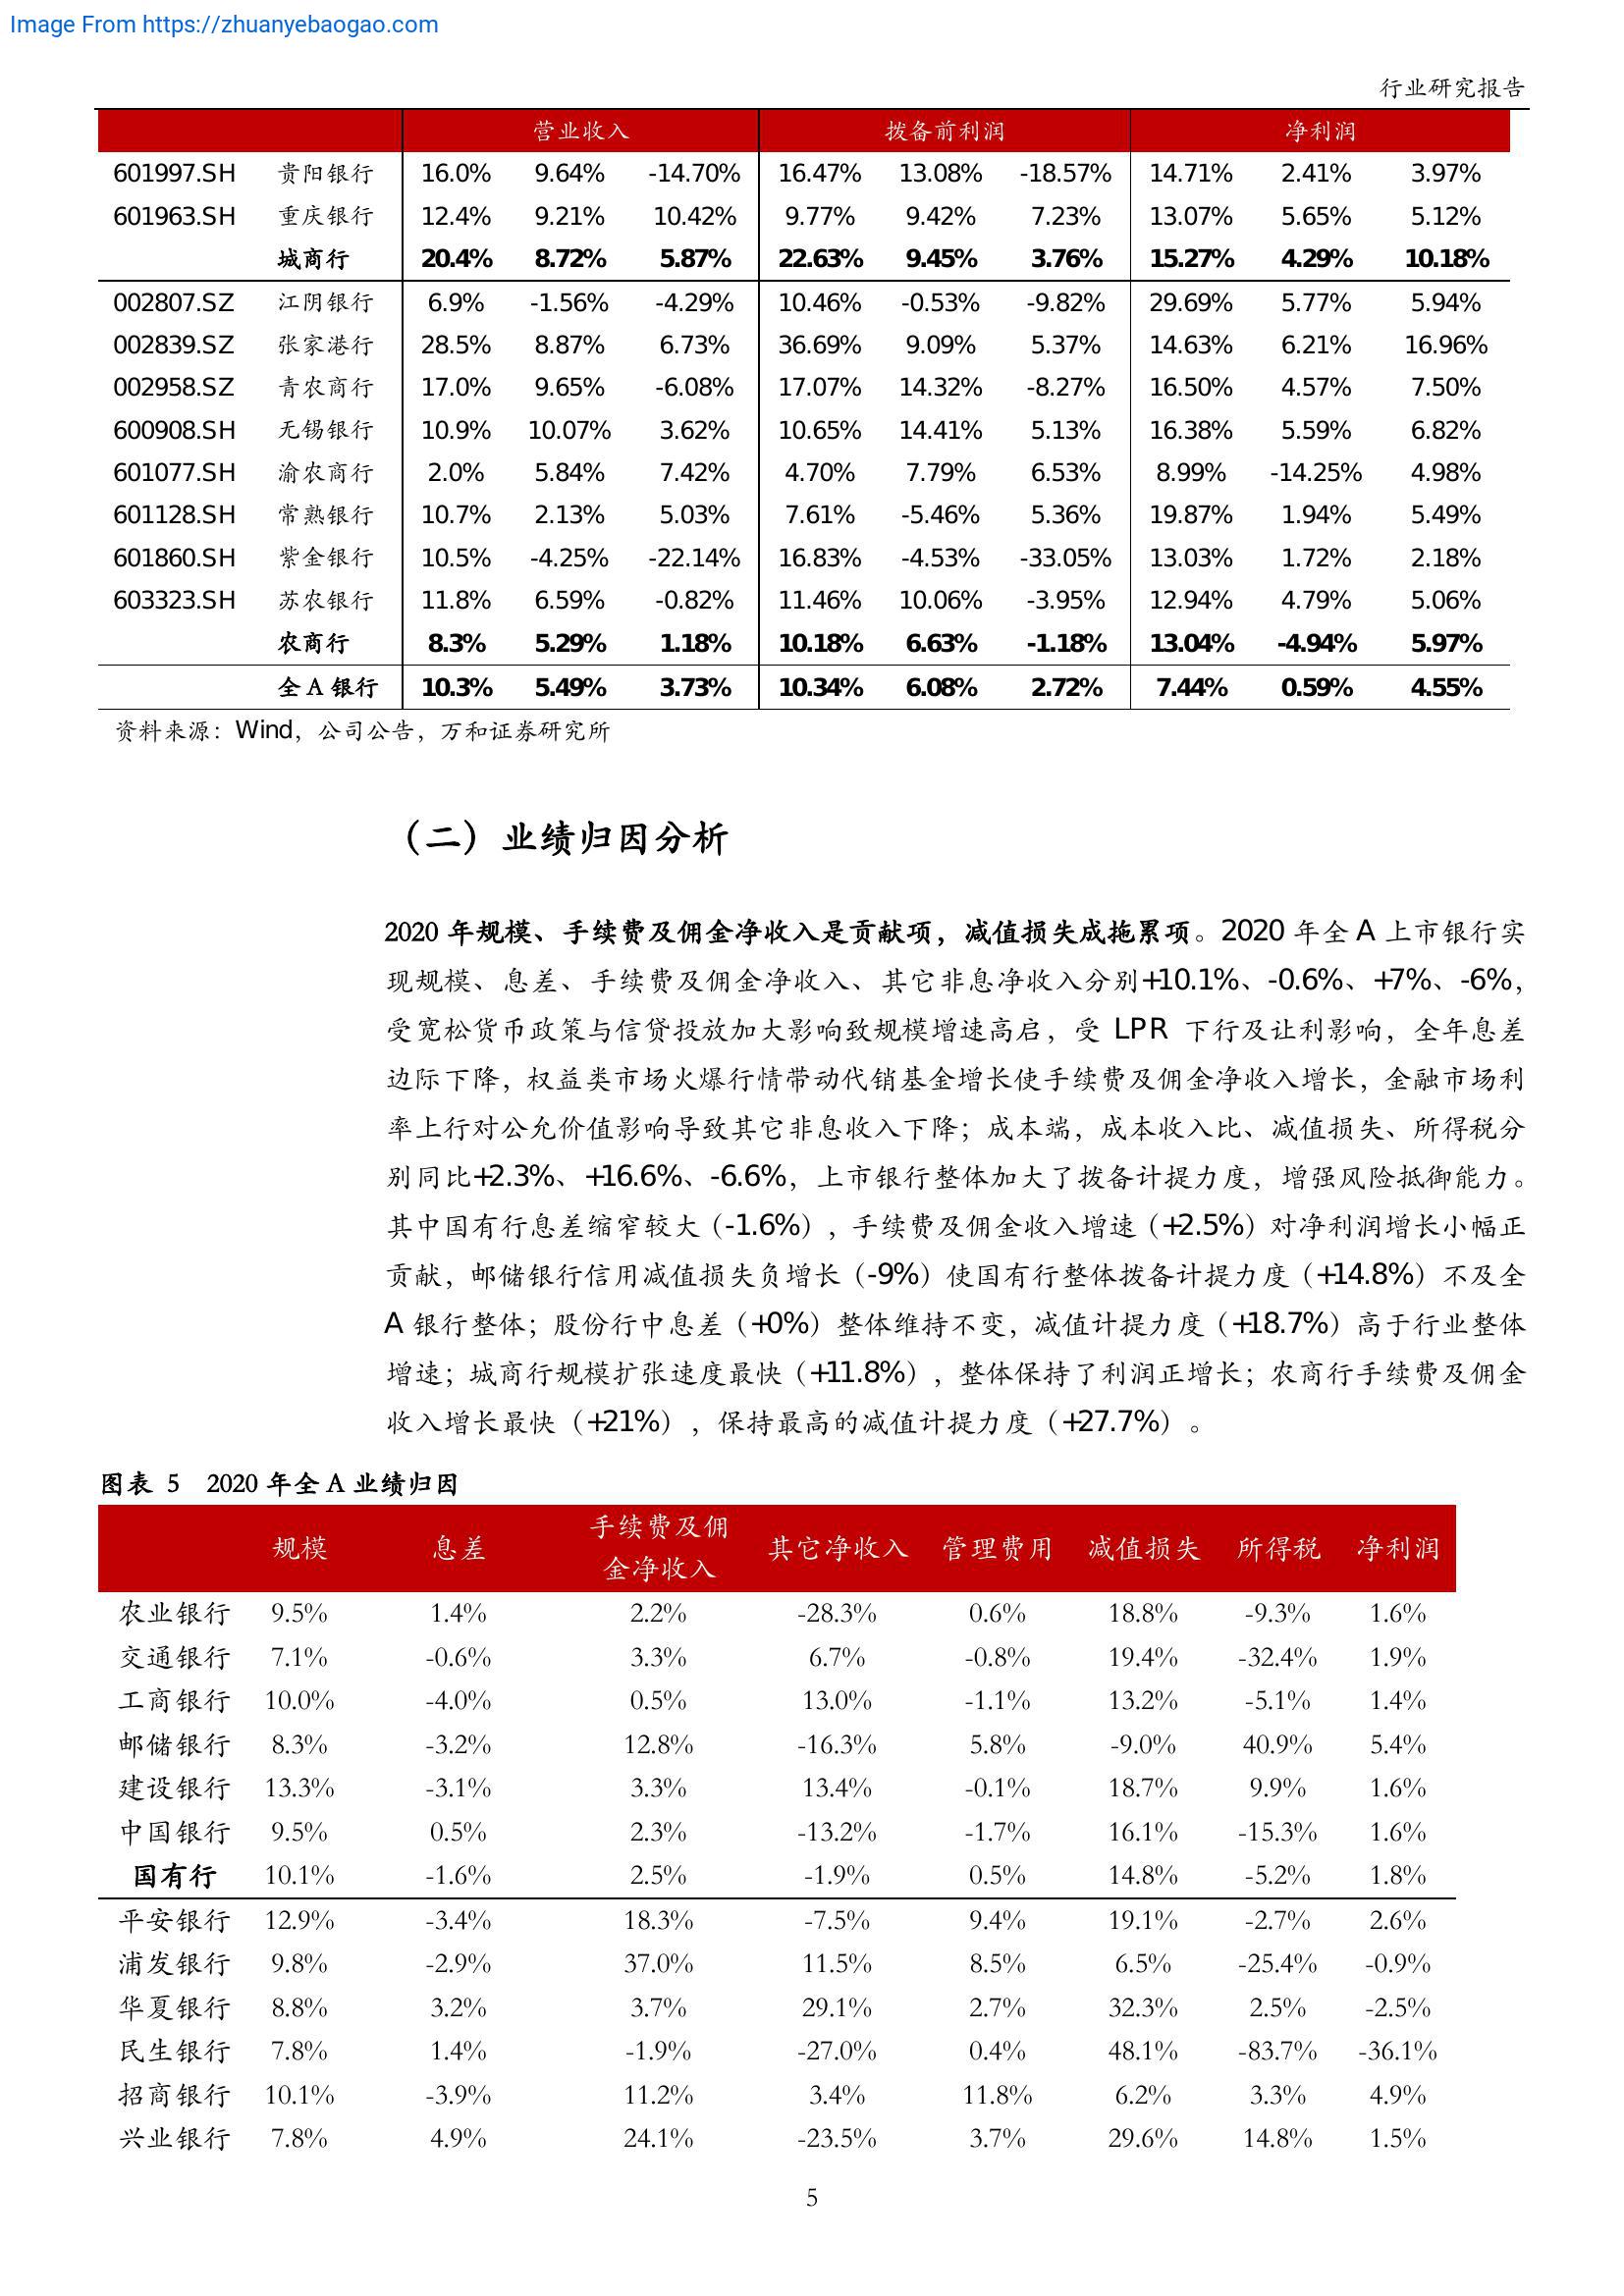 Image From https://zhuanyebaogao.com
行业研究报告
营业收入 拨备前利润 净利润
601997.SH 贵阳银行 16.0% 9.64% -14.70% 16.47% 13.08% -18.57% 14.71% 2.41% 3.97%
601963.SH 重庆银行 12.4% 9.21% 10.42% 9.77% 9.42% 7.23% 13.07% 5.65% 5.12%
城商行 20.4% 8.72% 5.87% 22.63% 9.45% 3.76% 15.27% 4.29% 10.18%
002807.SZ 江阴银行 6.9% -1.56% -4.29% 10.46% -0.53% -9.82% 29.69% 5.77% 5.94%
002839.SZ 张家港行 28.5% 8.87% 6.73% 36.69% 9.09% 5.37% 14.63% 6.21% 16.96%
002958.SZ 青农商行 17.0% 9.65% -6.08% 17.07% 14.32% -8.27% 16.50% 4.57% 7.50%
600908.SH 无锡银行 10.9% 10.07% 3.62% 10.65% 14.41% 5.13% 16.38% 5.59% 6.82%
601077.SH 渝农商行 2.0% 5.84% 7.42% 4.70% 7.79% 6.53% 8.99% -14.25% 4.98%
601128.SH 常熟银行 10.7% 2.13% 5.03% 7.61% -5.46% 5.36% 19.87% 1.94% 5.49%
601860.SH 紫金银行 10.5% -4.25% -22.14% 16.83% -4.53% -33.05% 13.03% 1.72% 2.18%
603323.SH 苏农银行 11.8% 6.59% -0.82% 11.46% 10.06% -3.95% 12.94% 4.79% 5.06%
农商行 8.3% 5.29% 1.18% 10.18% 6.63% -1.18% 13.04% -4.94% 5.97%
全 A 银行 10.3% 5.49% 3.73% 10.34% 6.08% 2.72% 7.44% 0.59% 4.55%
资料来源：Wind，公司公告，万和证券研究所
（二）业绩归因分析
2020 年规模、手续费及佣金净收入是贡献项，减值损失成拖累项。2020 年全 A 上市银行实
现规模、息差、手续费及佣金净收入、其它非息净收入分别+10.1%、-0.6%、+7%、-6%，
受宽松货币政策与信贷投放加大影响致规模增速高启，受 LPR 下行及让利影响，全年息差
边际下降，权益类市场火爆行情带动代销基金增长使手续费及佣金净收入增长，金融市场利
率上行对公允价值影响导致其它非息收入下降；成本端，成本收入比、减值损失、所得税分
别同比+2.3%、+16.6%、-6.6%，上市银行整体加大了拨备计提力度，增强风险抵御能力。
其中国有行息差缩窄较大（-1.6%），手续费及佣金收入增速（+2.5%）对净利润增长小幅正
贡献，邮储银行信用减值损失负增长（-9%）使国有行整体拨备计提力度（+14.8%）不及全
A 银行整体；股份行中息差（+0%）整体维持不变，减值计提力度（+18.7%）高于行业整体
增速；城商行规模扩张速度最快（+11.8%），整体保持了利润正增长；农商行手续费及佣金
收入增长最快（+21%），保持最高的减值计提力度（+27.7%）。
图表 5 2020 年全 A 业绩归因
规模 息差 手续费及佣金净收入 其它净收入 管理费用 减值损失 所得税 净利润
农业银行 9.5% 1.4% 2.2% -28.3% 0.6% 18.8% -9.3% 1.6%
交通银行 7.1% -0.6% 3.3% 6.7% -0.8% 19.4% -32.4% 1.9%
工商银行 10.0% -4.0% 0.5% 13.0% -1.1% 13.2% -5.1% 1.4%
邮储银行 8.3% -3.2% 12.8% -16.3% 5.8% -9.0% 40.9% 5.4%
建设银行 13.3% -3.1% 3.3% 13.4% -0.1% 18.7% 9.9% 1.6%
中国银行 9.5% 0.5% 2.3% -13.2% -1.7% 16.1% -15.3% 1.6%
国有行 10.1% -1.6% 2.5% -1.9% 0.5% 14.8% -5.2% 1.8%
平安银行 12.9% -3.4% 18.3% -7.5% 9.4% 19.1% -2.7% 2.6%
浦发银行 9.8% -2.9% 37.0% 11.5% 8.5% 6.5% -25.4% -0.9%
华夏银行 8.8% 3.2% 3.7% 29.1% 2.7% 32.3% 2.5% -2.5%
民生银行 7.8% 1.4% -1.9% -27.0% 0.4% 48.1% -83.7% -36.1%
招商银行 10.1% -3.9% 11.2% 3.4% 11.8% 6.2% 3.3% 4.9%
兴业银行 7.8% 4.9% 24.1% -23.5% 3.7% 29.6% 14.8% 1.5%
5